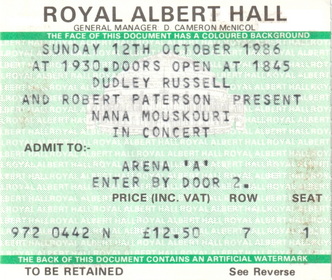 ROYAL ALBERT HALL
GENERAL MANAGER D. CAMERON McNICOL
THE FACE OF THIS DOCUMENT HAS A COLOURED BACKGROUND
SUNDAY 12TH OCTOBER 1986
AT 1930.DOORS OPEN AT 1845
DUDLEY RUSSELL
AND ROBERT PATERSON PRESENT
NANA MOUSKOURI
IN CONCERT
ADMIT TO:-
ARENA "A"
ENTER BY DOOR 2.
PRICE (INC. VAT) ROW SEAT
972 0442 N £12.50 7 1
THE BACK OF THIS DOCUMENT CONTAINS AN ARTIFICIAL WATERMARK
TO BE RETAINED See Reverse